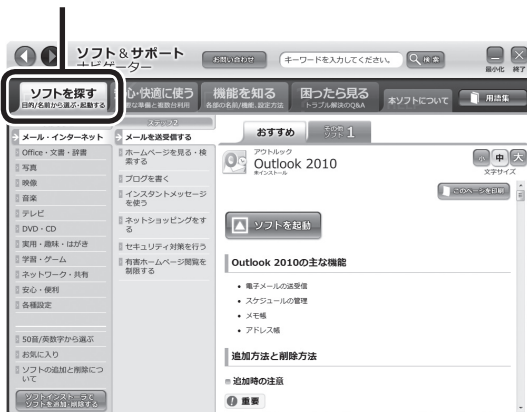 ソフト＆サポート
ナビゲーター
お問い合わせ
キーワードを入力してください。
検索
最小化
終了
ソフトを探す
目的/名前から選ぶ・起動する
心・快適に使う
要な準備と複数台利用
機能を知る
各部の名前/機能、設定方法
困ったら見る
トラブル解決のQ&A
本ソフトについて
用語集
ステップ2
メール・インターネット
Office・文書・辞書
写真
映像
音楽
テレビ
DVD・CD
実用・趣味・はがき
学習・ゲーム
ネットワーク・共有
安心・便利
各種設定
50音/英数字から選ぶ
お気に入り
ソフトの追加と削除につ
いて
ソフトインストーラで
ソフトを追加・削除する
メールを送受信する
ホームページを見る・検
索する
ブログを書く
インスタントメッセージ
を使う
ネットショッピングをす
る
セキュリティ対策を行う
有害ホームページ閲覧を
制限する
おすすめ
その他
ソフト 1
アウトルック
Outlook 2010
未インストール
小 中 大
文字サイズ
このページを印刷
ソフトを起動
Outlook 2010の主な機能
• 電子メールの送受信
• スケジュールの管理
• メモ帳
• アドレス帳
追加方法と削除方法
追加時の注意
重要